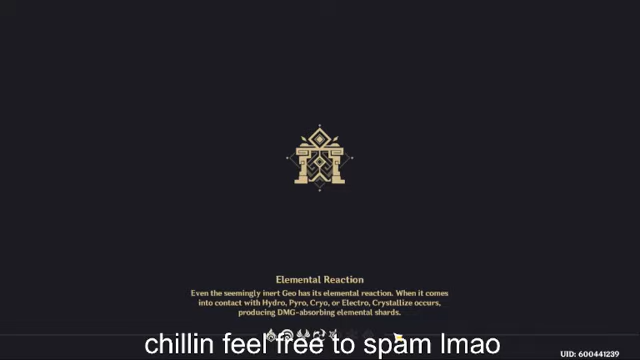 Elemental Reaction
Even the seemingly inert Geo has its elemental reaction. When it comes
into contact with Hydro, Pyro, Cryo, or Electro, Crystallize occurs,
producing DMG-absorbing elemental shards.
chillin feel free to spam lmao
UID: 600441239